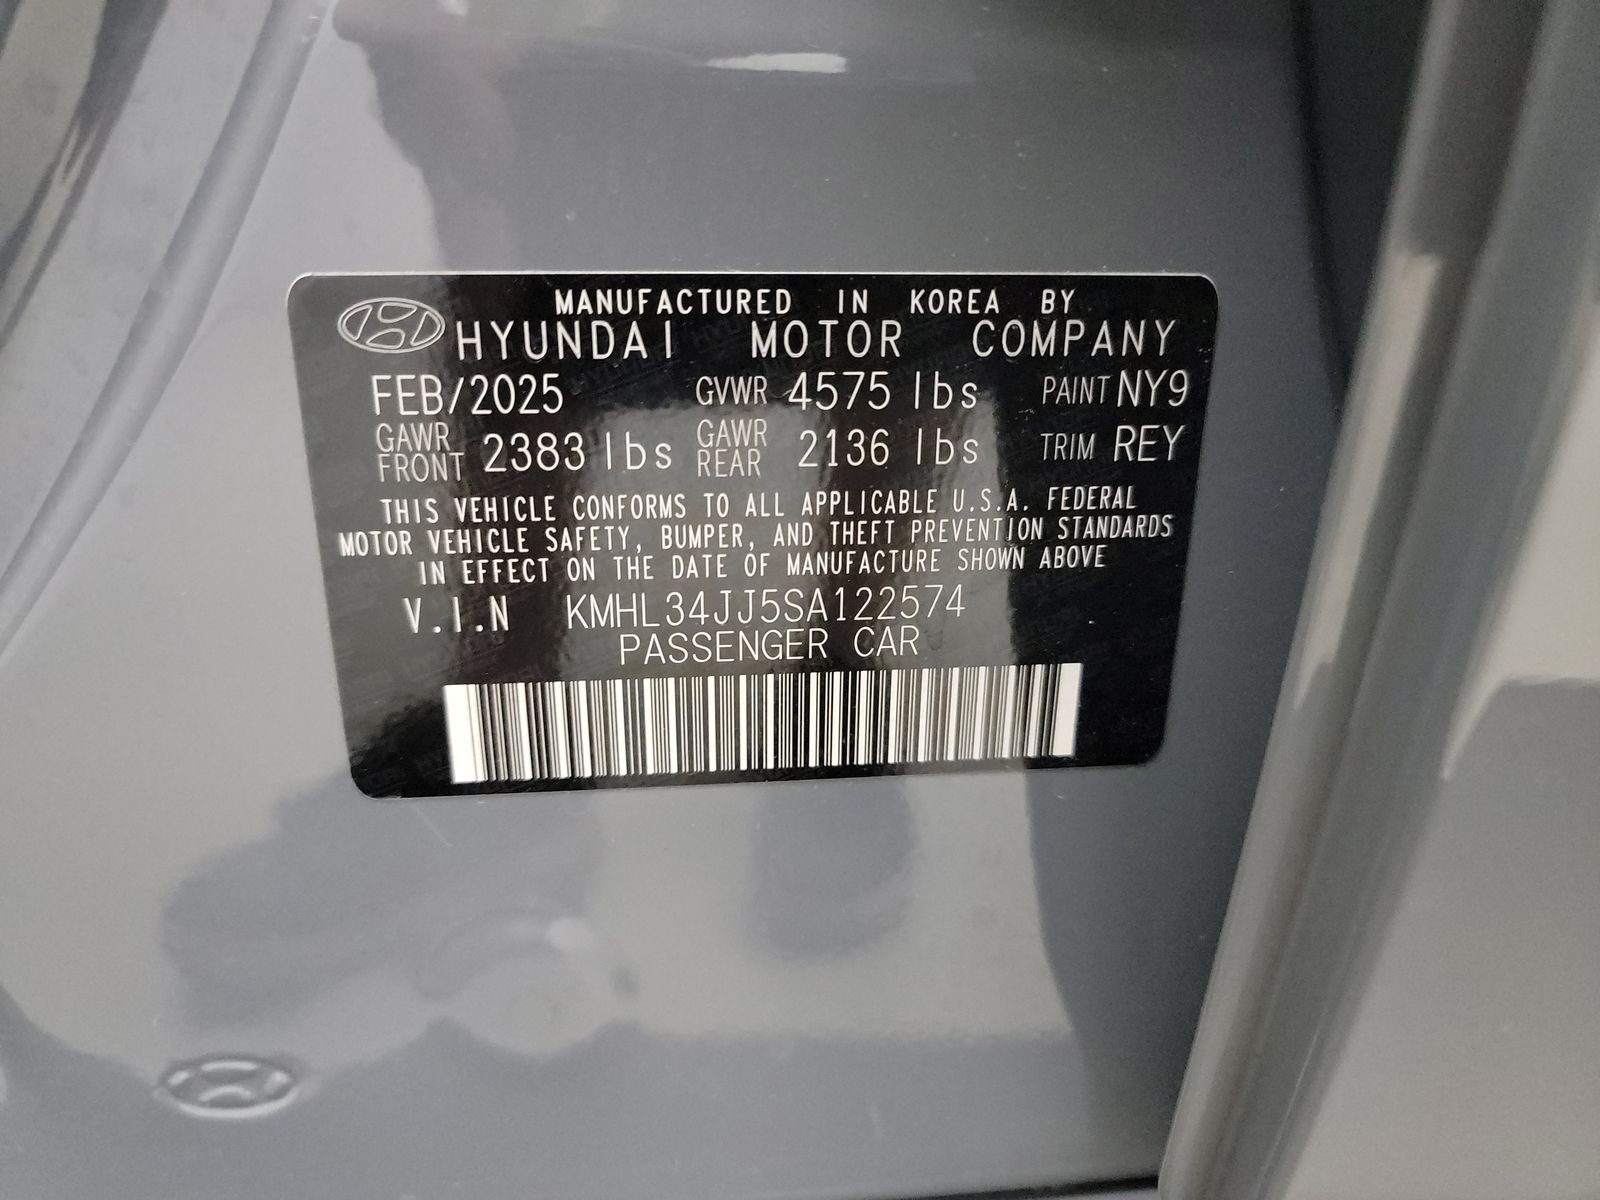 MANUFACTURED IN KOREA BY
HYUNDAI MOTOR COMPANY
FEB/2025 GVWR 4575 lbs PAINT NY9
GAWR FRONT 2383 lbs GAWR REAR 2136 lbs TRIM REY
THIS VEHICLE CONFORMS TO ALL APPLICABLE U.S.A. FEDERAL
MOTOR VEHICLE SAFETY, BUMPER, AND THEFT PREVENTION STANDARDS
IN EFFECT ON THE DATE OF MANUFACTURE SHOWN ABOVE
V.I.N KMHL34JJ5SA122574
PASSENGER CAR